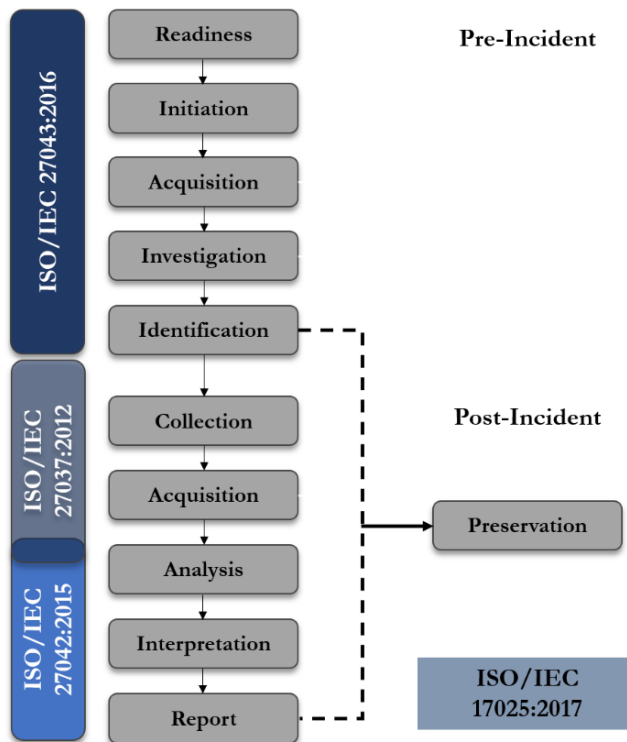 ISO/IEC 27043:2016
Readiness
Pre-Incident
Initiation
Acquisition
Investigation
Identification
ISO/IEC
27037:2012
Collection
Post-Incident
Acquisition
Preservation
ISO/IEC
27042:2015
Analysis
Interpretation
Report
ISO/IEC
17025:2017